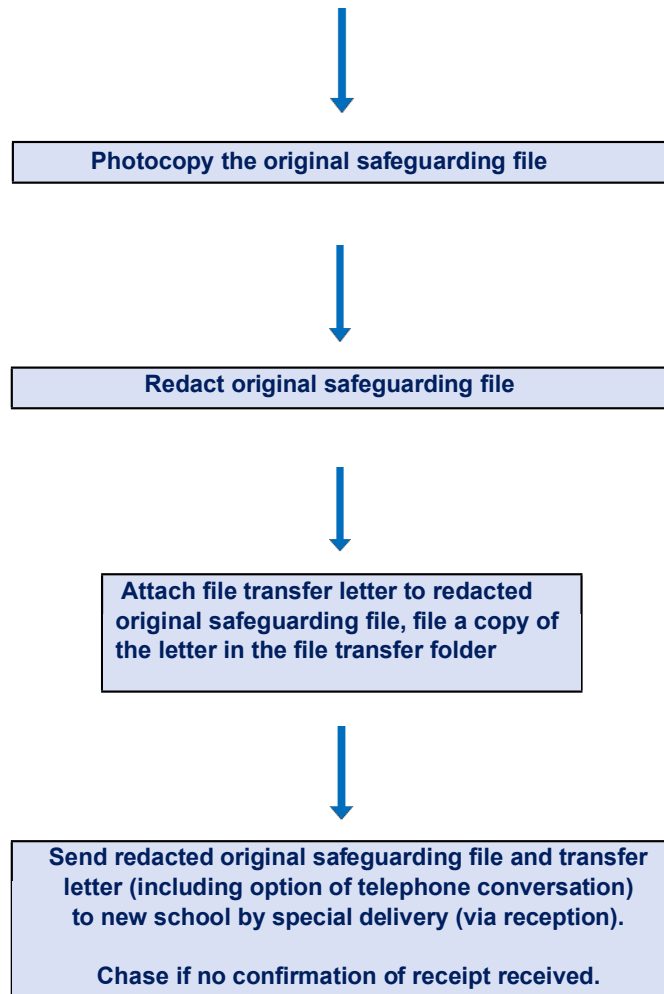 Photocopy the original safeguarding file
Redact original safeguarding file
Attach file transfer letter to redacted
original safeguarding file, file a copy of
the letter in the file transfer folder
Send redacted original safeguarding file and transfer
letter (including option of telephone conversation)
to new school by special delivery (via reception).
Chase if no confirmation of receipt received.